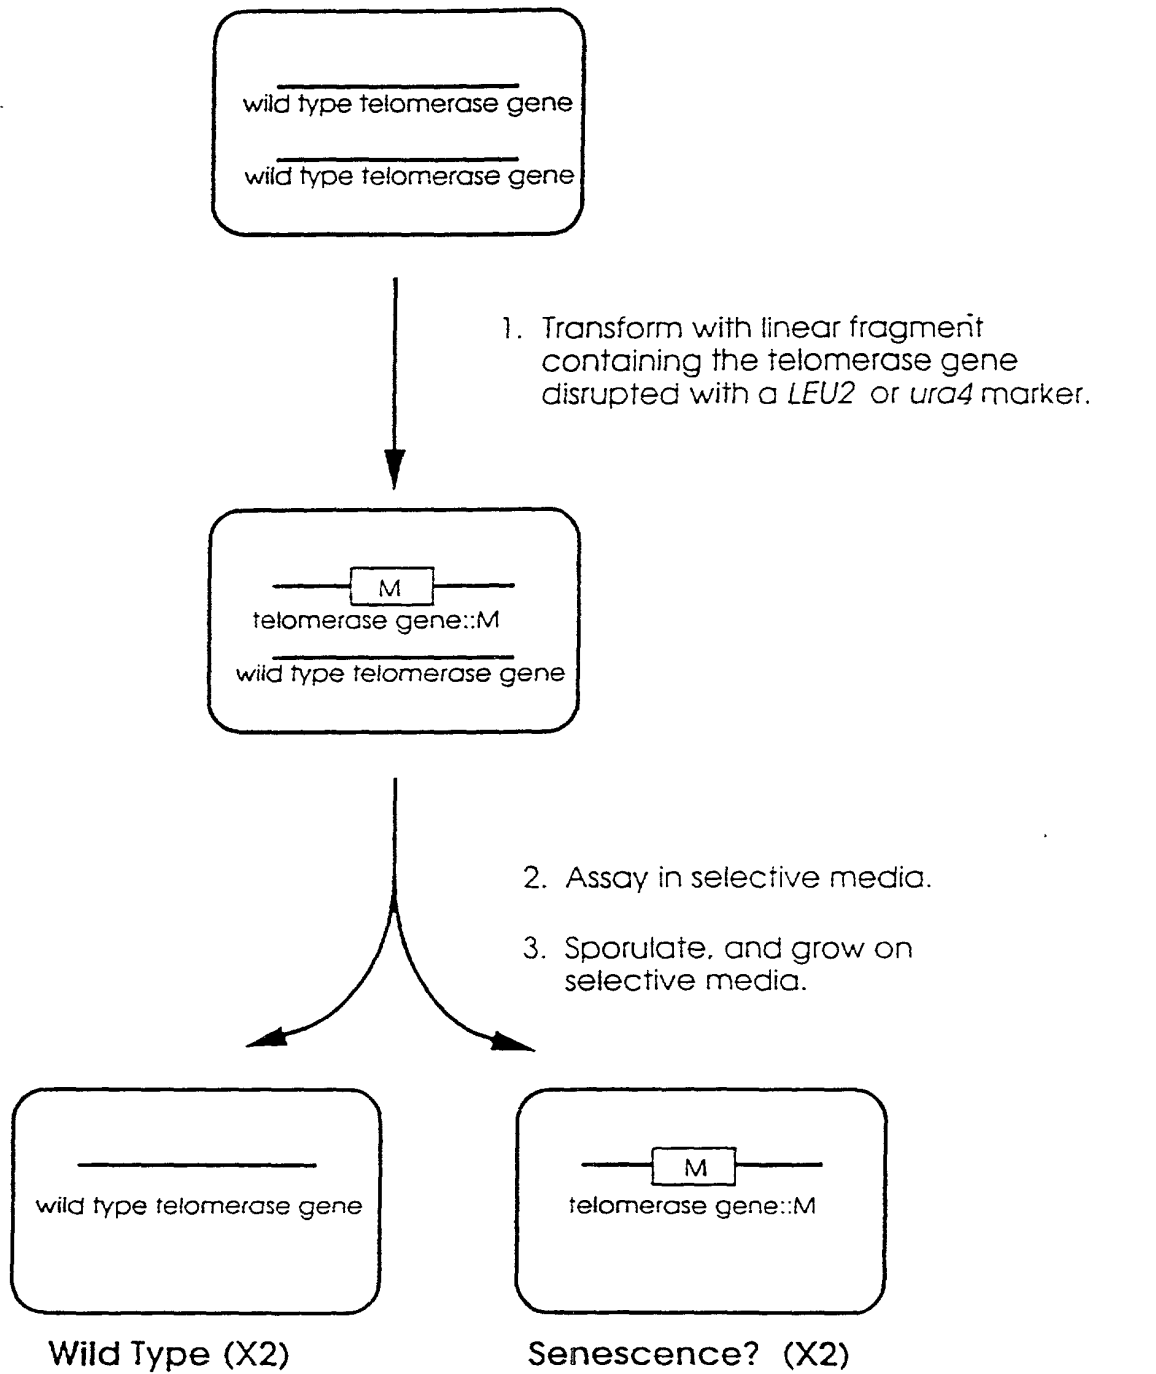 wild type telomerase gene
wild type telomerase gene
1. Transform with linear fragment
containing the telomerase gene
disrupted with a LEU2 or ura4 marker.
M
telomerase gene::M
wild type telomerase gene
2. Assay in selective media.
3. Sporulate, and grow on
selective media.
wild type telomerase gene
Wild Type (X2)
M
telomerase gene::M
Senescence? (X2)